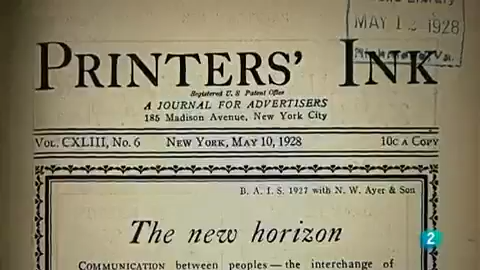 MAY 1 1928
PRINTERS' INK
Registered U. S. Patent Office
A JOURNAL FOR ADVERTISERS
185 Madison Avenue, New York City
VOL. CXLIII, No. 6 NEW YORK, MAY 10, 1928 10c A COPY
B. A. I. S. 1927 with N. W. Ayer & Son
The new horizon
COMMUNICATION between peoples — the interchange of
2